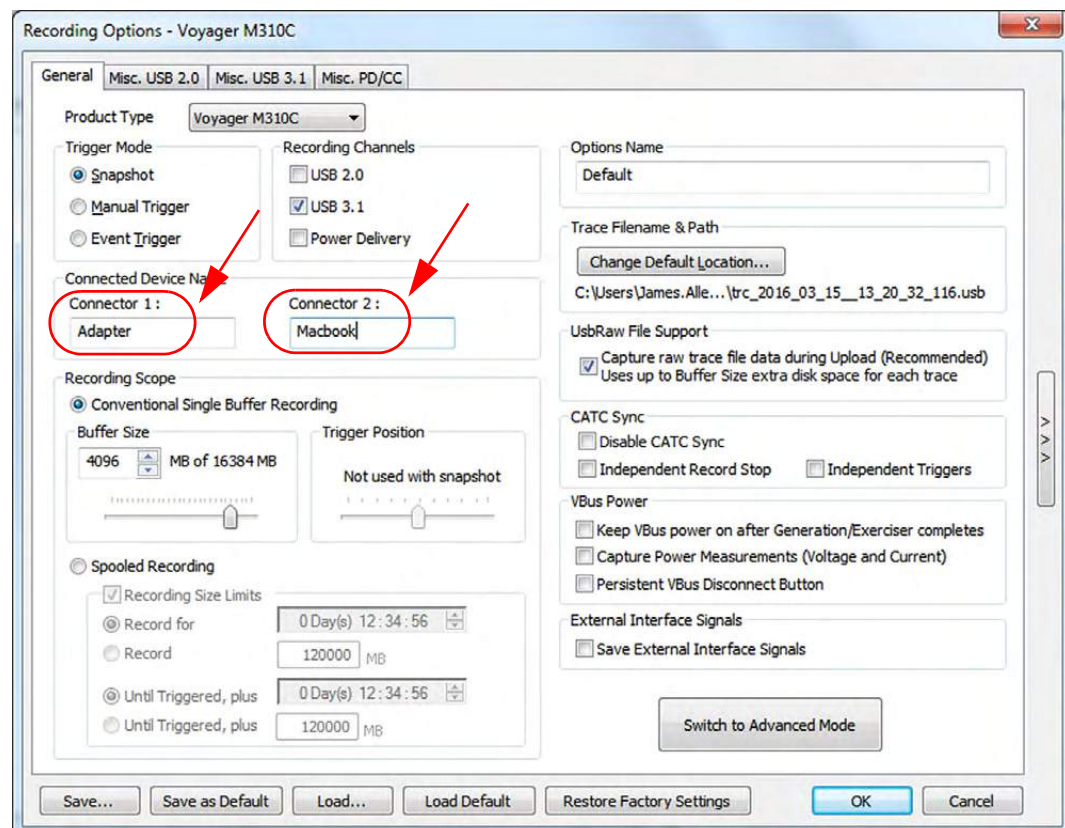 Recording Options - Voyager M310C
General Misc. USB 2.0 Misc. USB 3.1 Misc. PD/CC
Product Type Voyager M310C
Trigger Mode
Snapshot
Manual Trigger
Event Trigger
Recording Channels
USB 2.0
USB 3.1
Power Delivery
Connected Device Name
Connector 1 :
Adapter
Connector 2 :
Macbook
Recording Scope
Conventional Single Buffer Recording
Buffer Size
4096 MB of 16384 MB
Trigger Position
Not used with snapshot
Spooled Recording
Recording Size Limits
Record for 0 Day(s) 12 : 34 : 56
Record 120000 MB
Until Triggered, plus 0 Day(s) 12 : 34 : 56
Until Triggered, plus 120000 MB
Options Name
Default
Trace Filename & Path
Change Default Location...
C:\Users\James.Alle...\trc_2016_03_15__13_20_32_116.usb
UsbRaw File Support
Capture raw trace file data during Upload (Recommended)
Uses up to Buffer Size extra disk space for each trace
CATC Sync
Disable CATC Sync
Independent Record Stop Independent Triggers
VBus Power
Keep VBus power on after Generation/Exerciser completes
Capture Power Measurements (Voltage and Current)
Persistent VBus Disconnect Button
External Interface Signals
Save External Interface Signals
Switch to Advanced Mode
>
>
>
Save... Save as Default Load... Load Default Restore Factory Settings OK Cancel